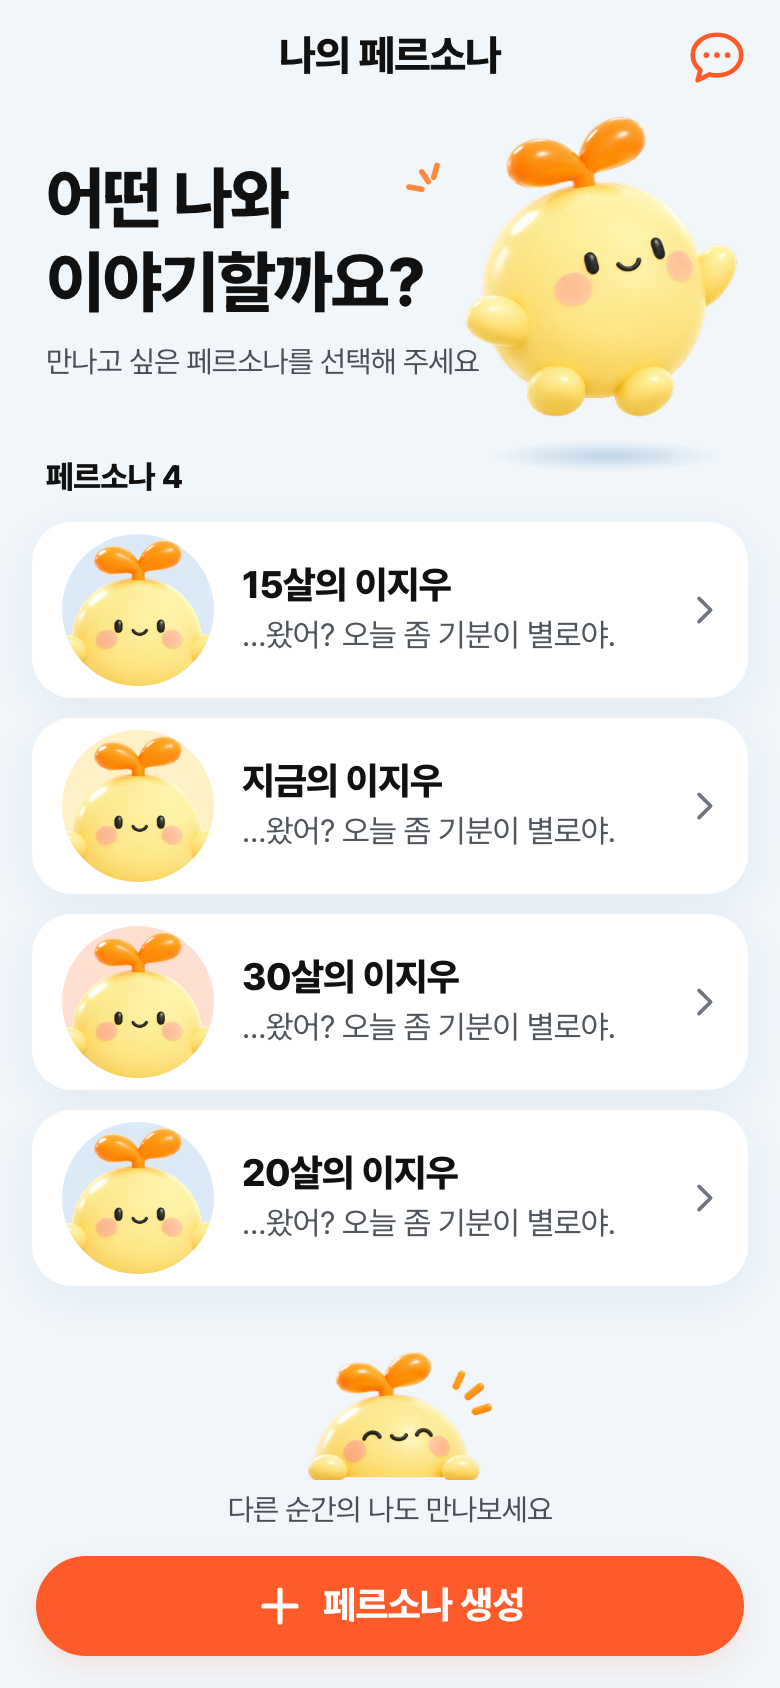 나의 페르소나
어떤 나와
이야기할까요?
만나고 싶은 페르소나를 선택해 주세요
페르소나 4
15살의 이지우
...왔어? 오늘 좀 기분이 별로야.
지금의 이지우
...왔어? 오늘 좀 기분이 별로야.
30살의 이지우
...왔어? 오늘 좀 기분이 별로야.
20살의 이지우
...왔어? 오늘 좀 기분이 별로야.
다른 순간의 나도 만나보세요
페르소나 생성